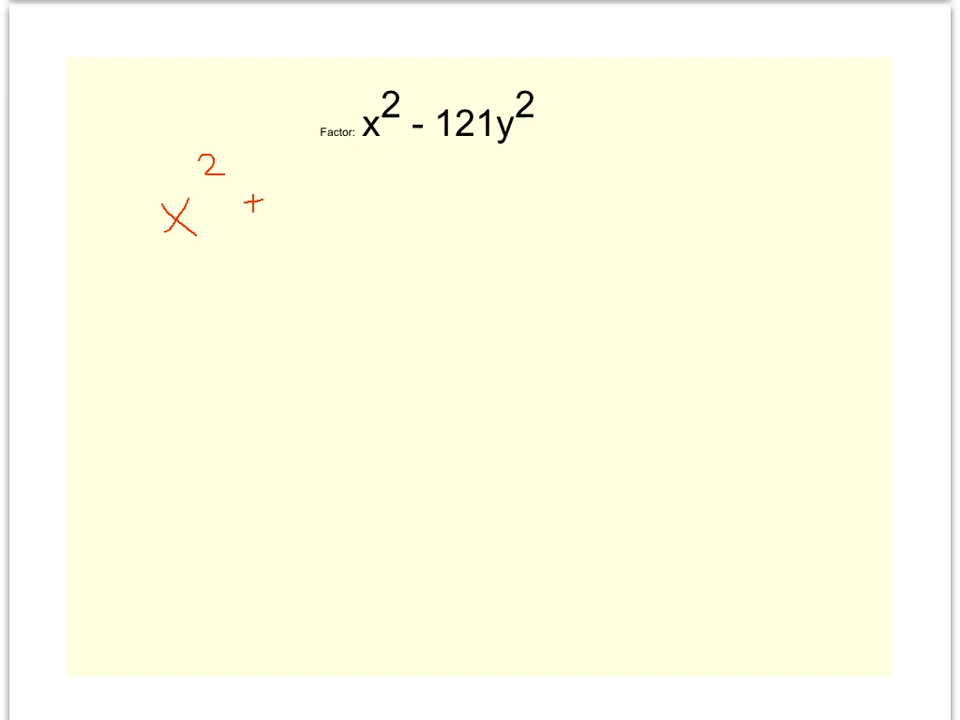 Factor: x² - 121y²
x² +